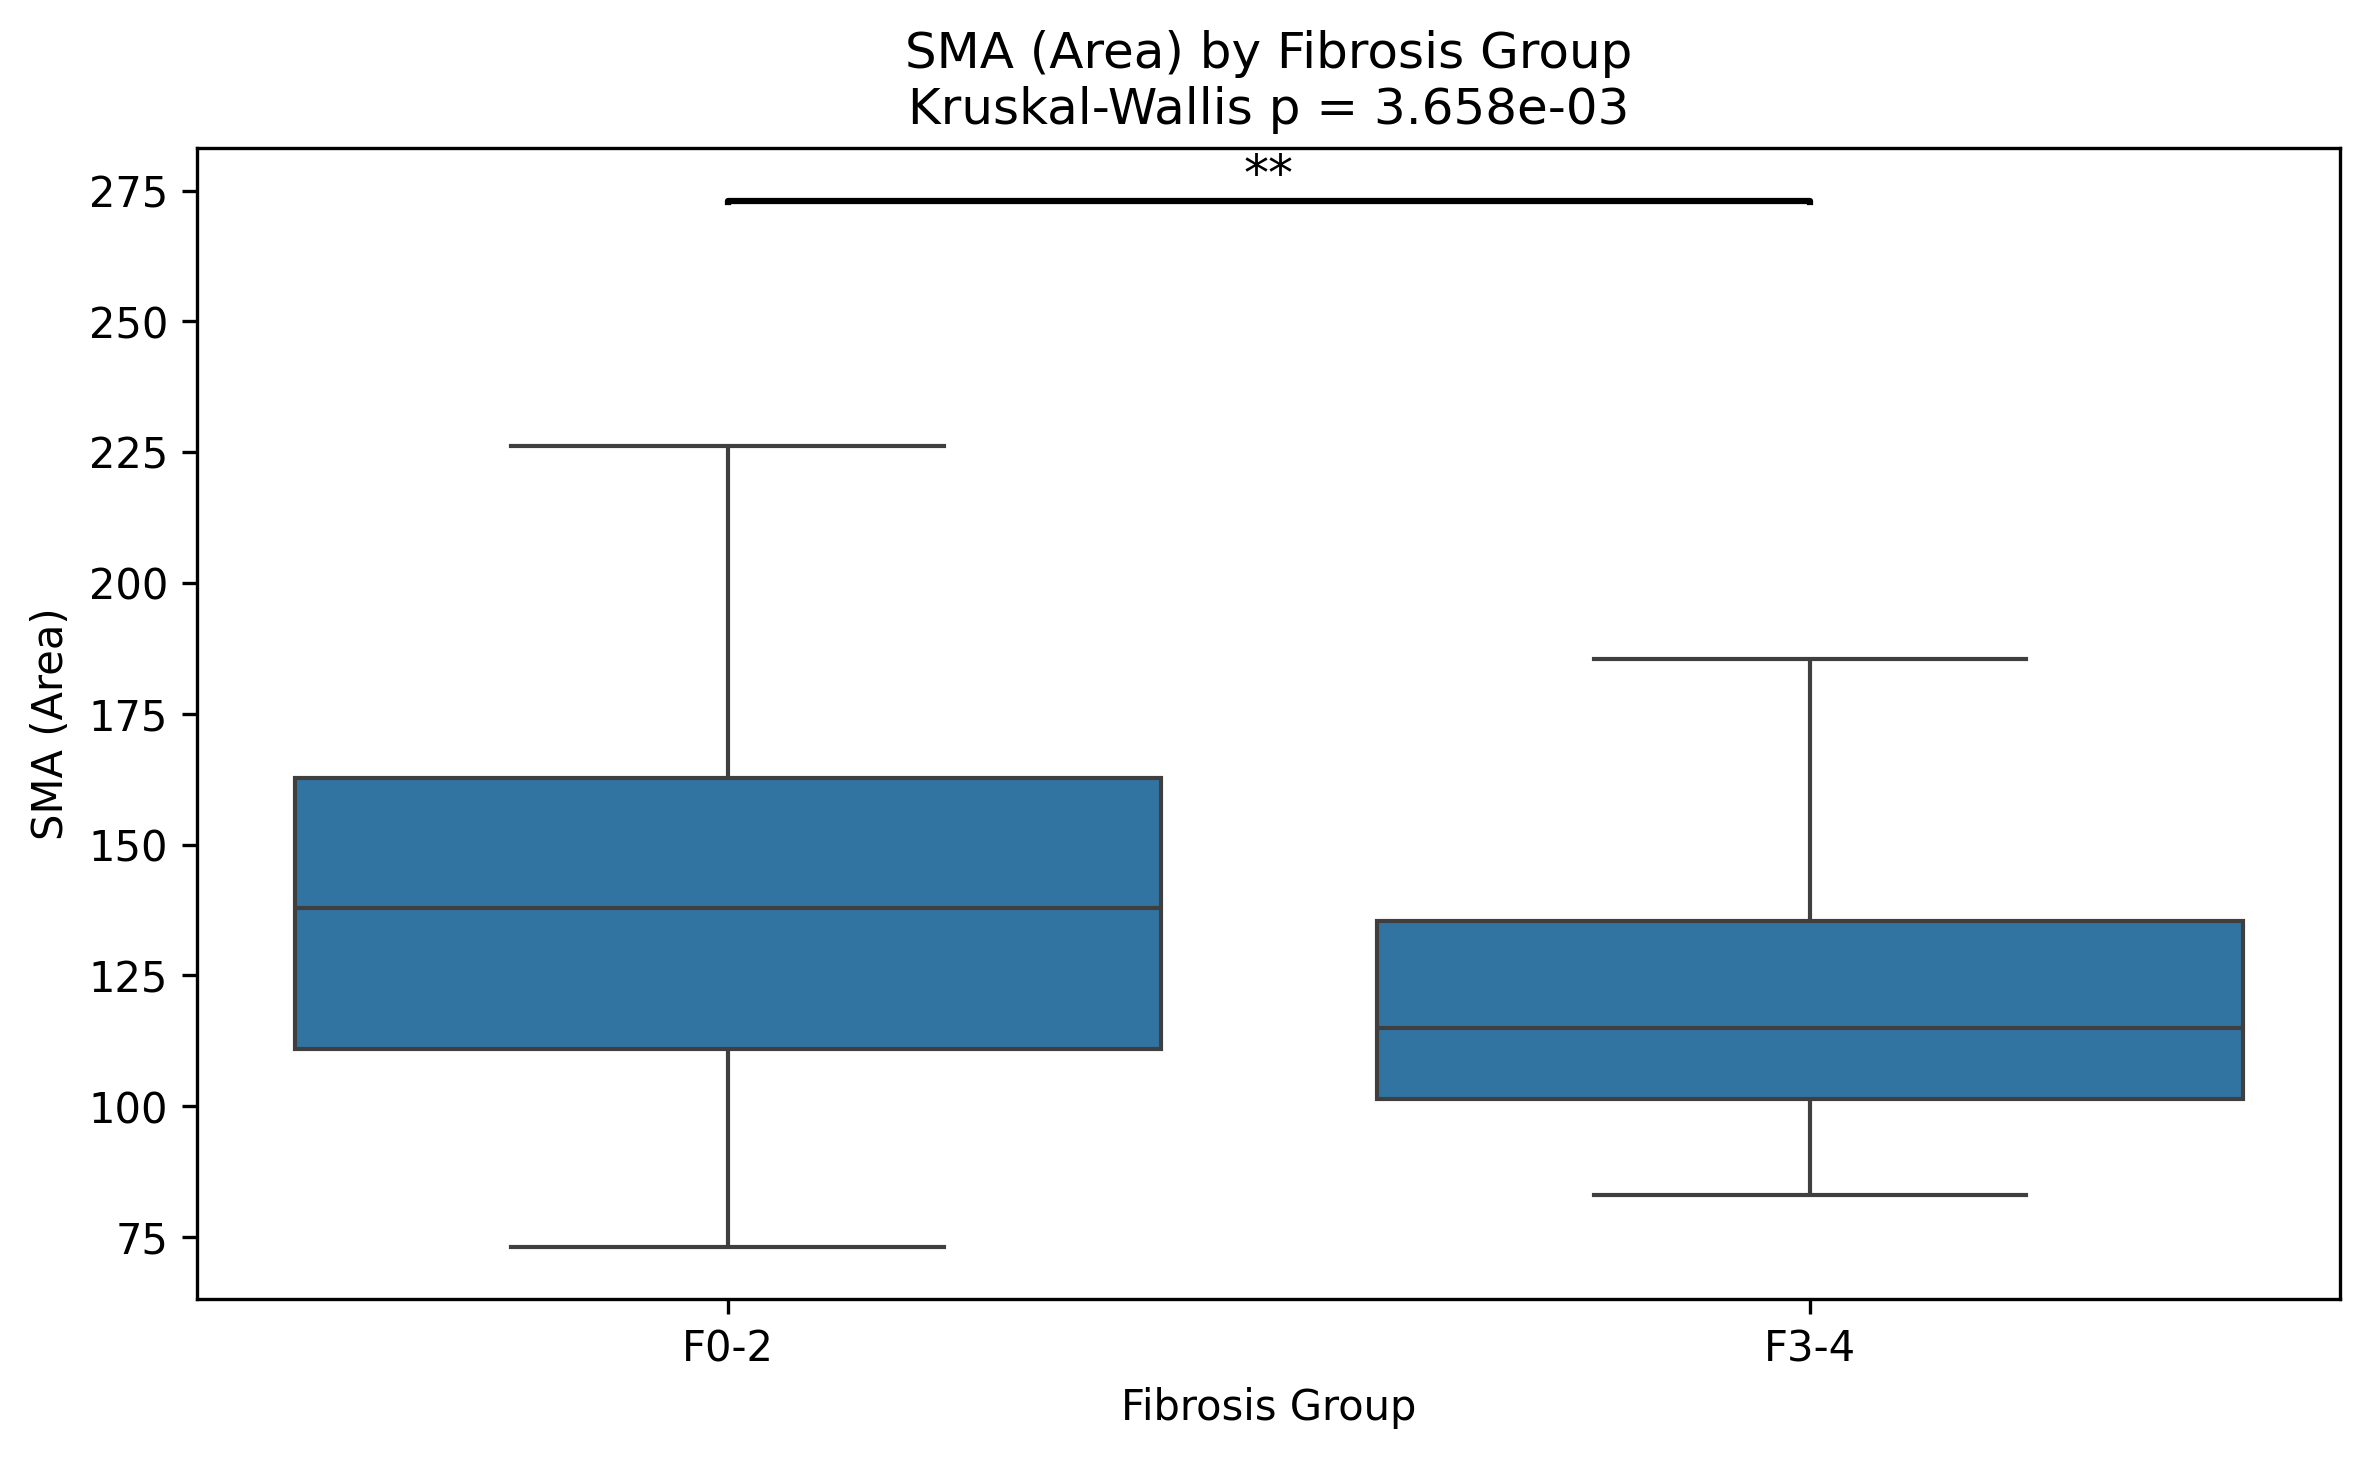 SMA (Area) by Fibrosis Group
Kruskal-Wallis p = 3.658e-03
**
275
250
225
200
175
150
125
100
75
SMA (Area)
F0-2
F3-4
Fibrosis Group